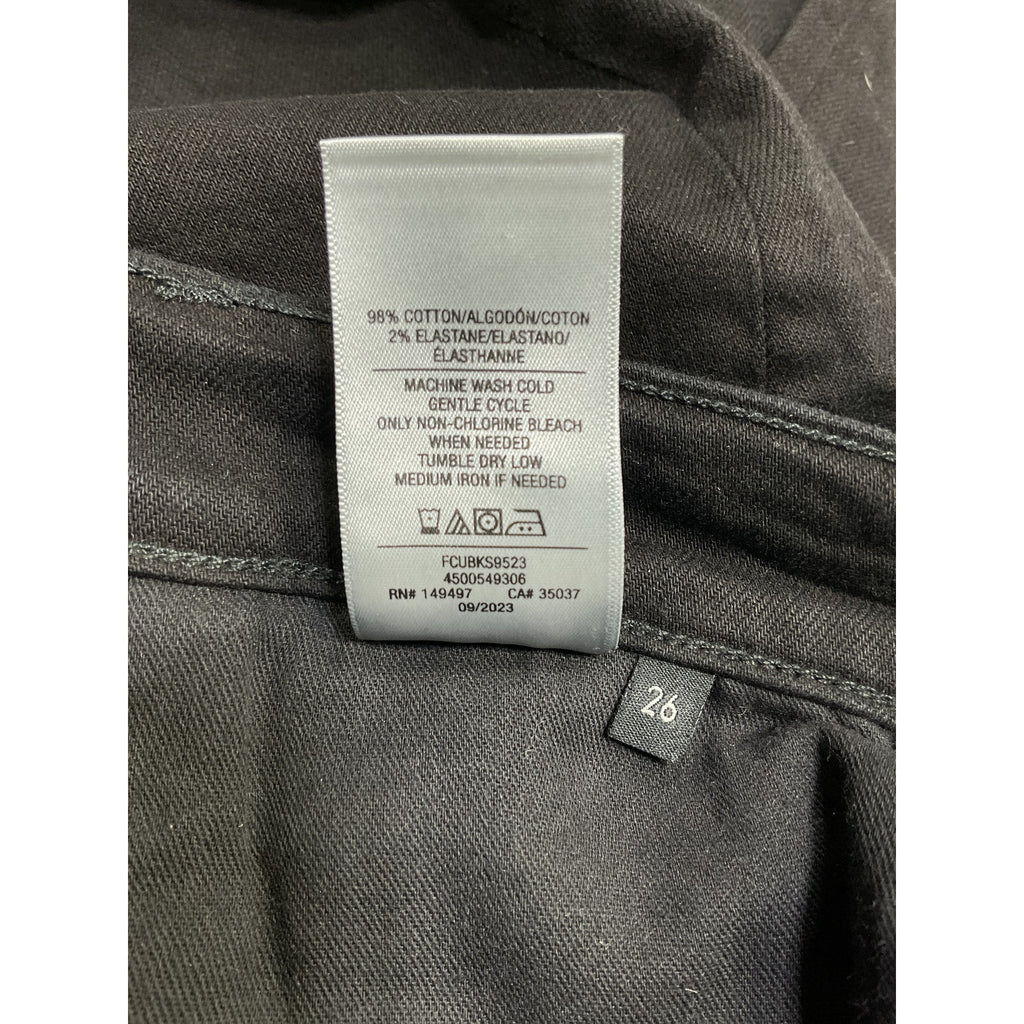 98% COTTON/ALGODÓN/COTON
2% ELASTANE/ELASTANO/
ÉLASTHANNE
MACHINE WASH COLD
GENTLE CYCLE
ONLY NON-CHLORINE BLEACH
WHEN NEEDED
TUMBLE DRY LOW
MEDIUM IRON IF NEEDED
FCUBKS9523
4500549306
RN# 149497 CA# 35037
09/2023
26